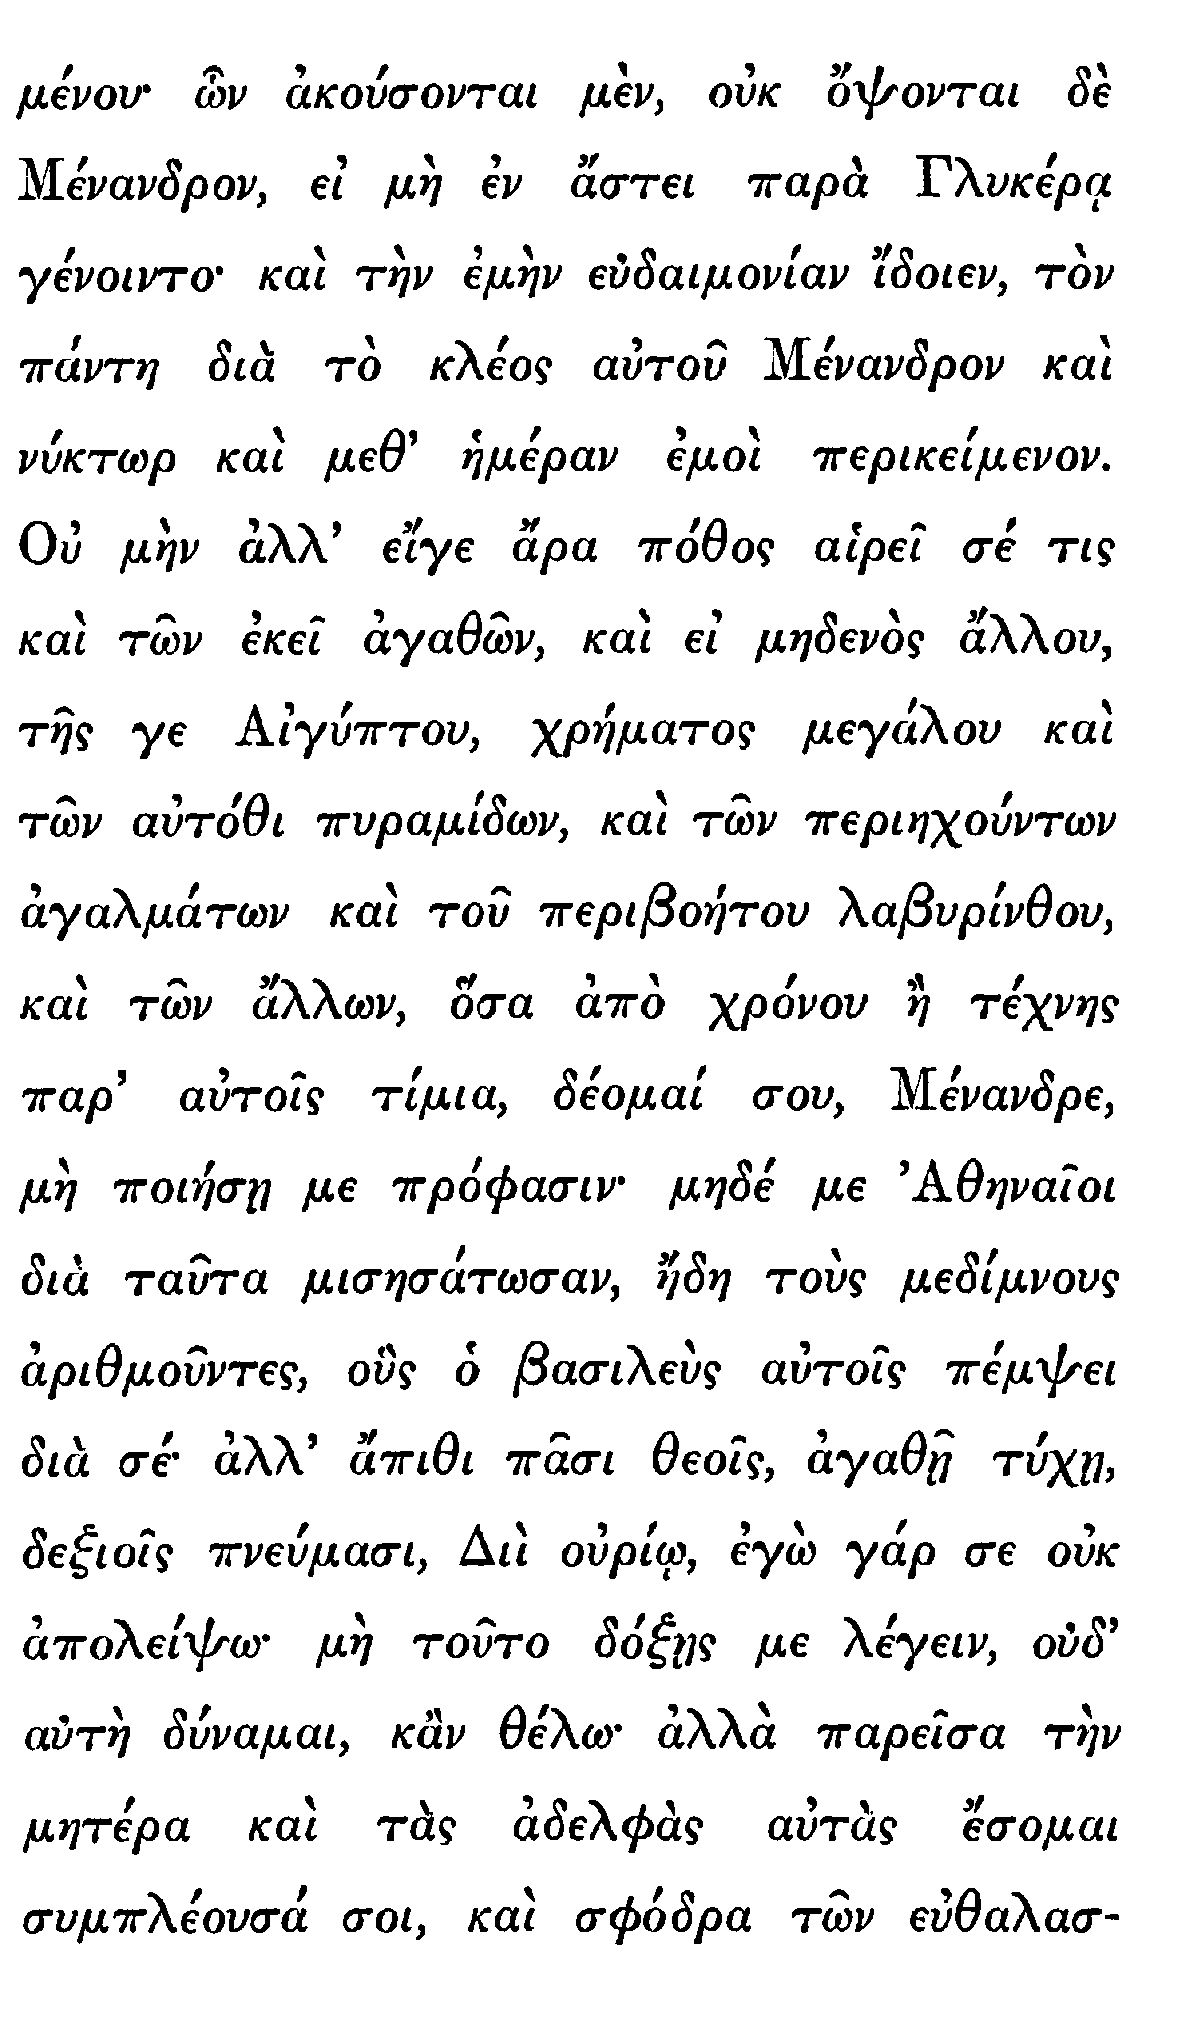 μένου· ὧν ἀκούσονται μὲν, οὐκ ὄψονται δὲ
Μένανδρον, εἰ μὴ ἐν ἄστει παρὰ Γλυκέρᾳ
γένοιντο· καὶ τὴν ἐμὴν εὐδαιμονίαν ἴδοιεν, τὸν
πάντη διὰ τὸ κλέος αὐτοῦ Μένανδρον καὶ
νύκτωρ καὶ μεθ’ ἡμέραν ἐμοὶ περικείμενον.
Οὐ μὴν ἀλλ’ εἴγε ἄρα πόθος αἱρεῖ σέ τις
καὶ τῶν ἐκεῖ ἀγαθῶν, καὶ εἰ μηδενὸς ἄλλου,
τῆς γε Αἰγύπτου, χρήματος μεγάλου καὶ
τῶν αὐτόθι πυραμίδων, καὶ τῶν περιηχούντων
ἀγαλμάτων καὶ τοῦ περιβοήτου λαβυρίνθου,
καὶ τῶν ἄλλων, ὅσα ἀπὸ χρόνου ἢ τέχνης
παρ’ αὐτοῖς τίμια, δέομαί σου, Μένανδρε,
μὴ ποιήσῃ με πρόφασιν· μηδέ με Ἀθηναῖοι
διὰ ταῦτα μισησάτωσαν, ἤδη τοὺς μεδίμνους
ἀριθμοῦντες, οὓς ὁ βασιλεὺς αὐτοῖς πέμψει
διὰ σέ· ἀλλ’ ἄπιθι πᾶσι θεοῖς, ἀγαθῇ τύχῃ,
δεξιοῖς πνεύμασι, Διὶ οὐρίῳ, ἐγὼ γάρ σε οὐκ
ἀπολείψω· μὴ τοῦτο δόξῃς με λέγειν, οὐδ’
αὐτὴ δύναμαι, κἂν θέλω· ἀλλὰ παρεῖσα τὴν
μητέρα καὶ τὰς ἀδελφὰς αὐτὰς ἔσομαι
συμπλέουσά σοι, καὶ σφόδρα τῶν εὐθαλασ-